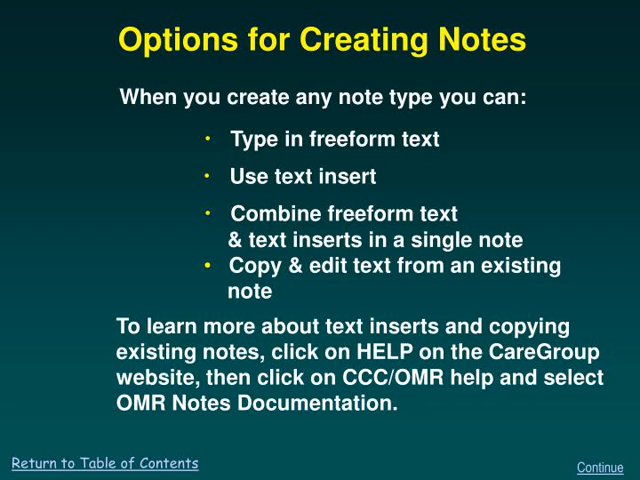 Options for Creating Notes
When you create any note type you can:
• Type in freeform text
• Use text insert
• Combine freeform text
& text inserts in a single note
• Copy & edit text from an existing
note
To learn more about text inserts and copying
existing notes, click on HELP on the CareGroup
website, then click on CCC/OMR help and select
OMR Notes Documentation.
Return to Table of Contents
Continue